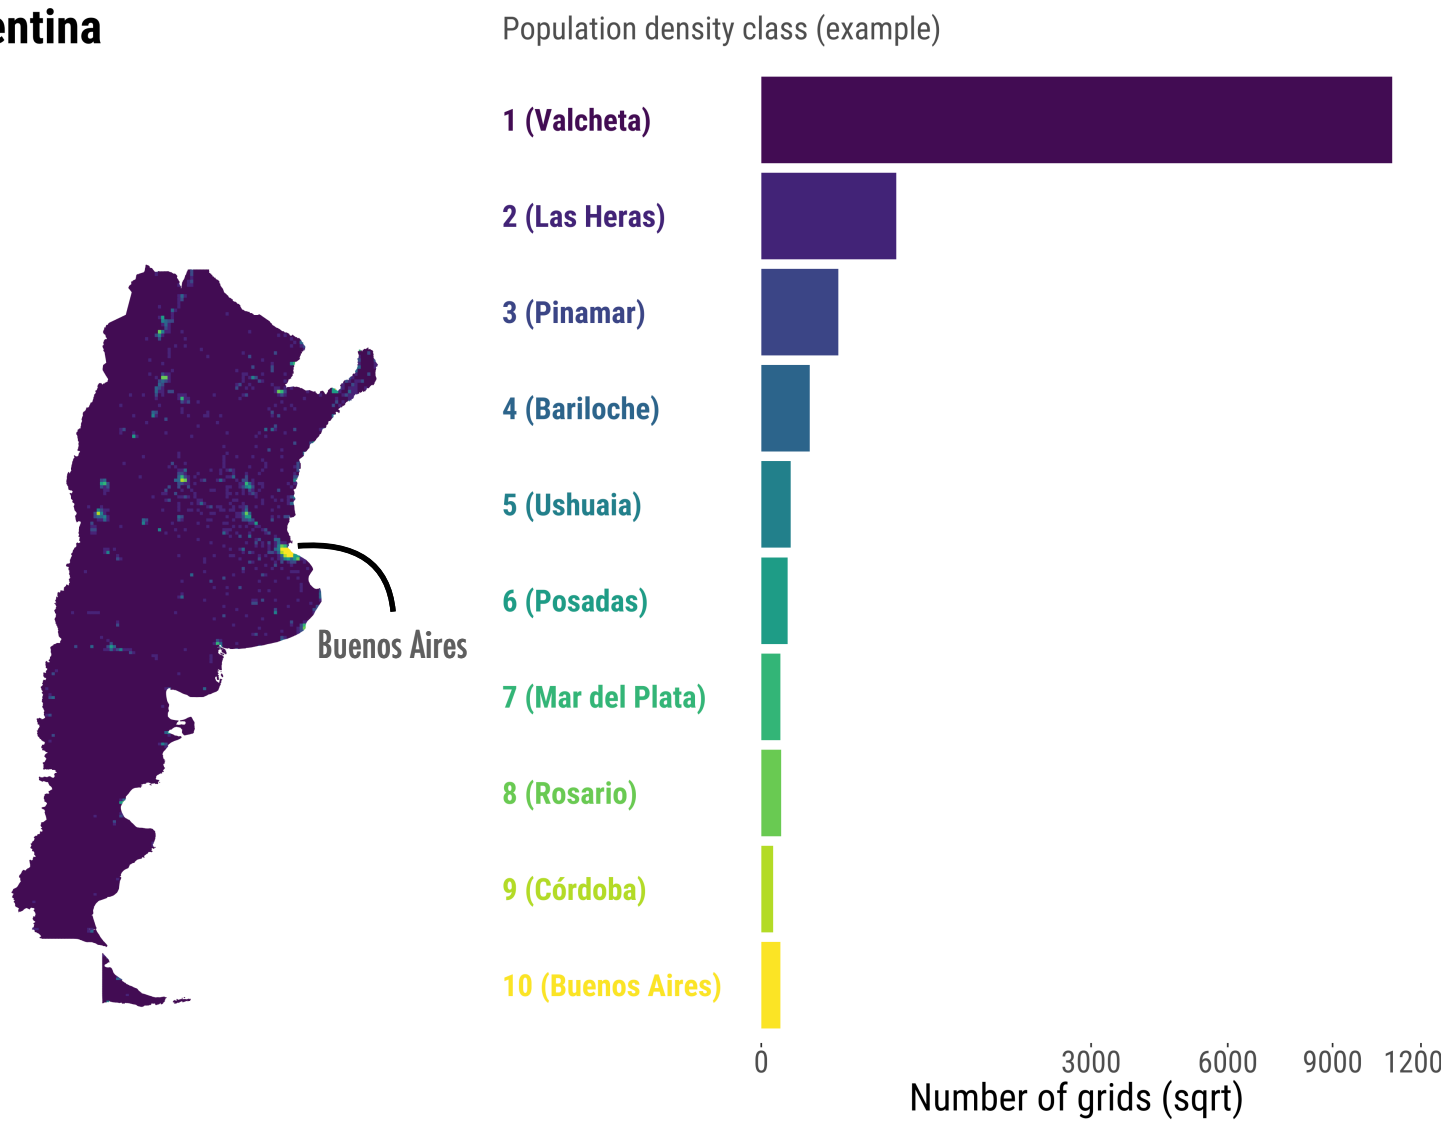 entina
Population density class (example)
1 (Valcheta)
2 (Las Heras)
3 (Pinamar)
4 (Bariloche)
5 (Ushuaia)
6 (Posadas)
7 (Mar del Plata)
8 (Rosario)
9 (Córdoba)
10 (Buenos Aires)
Buenos Aires
0 3000 6000 9000 1200
Number of grids (sqrt)